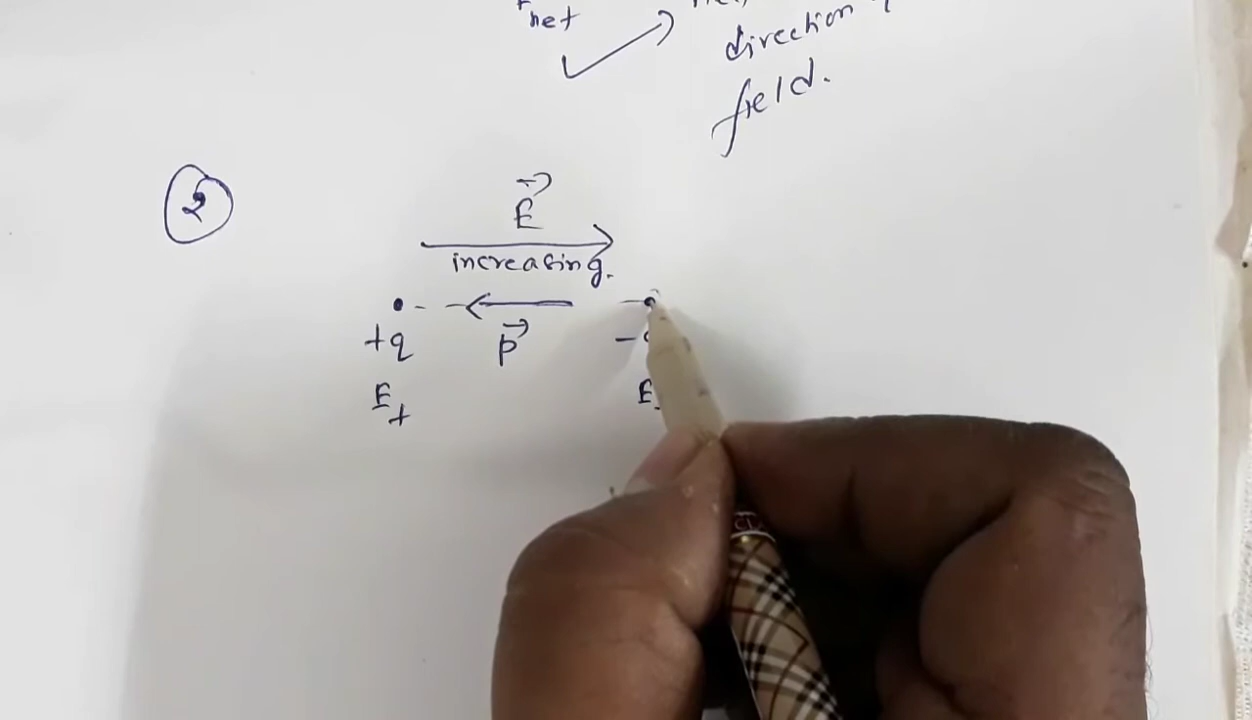 net
direction
field.
2
E
increasing.
+q p -
E+ E-